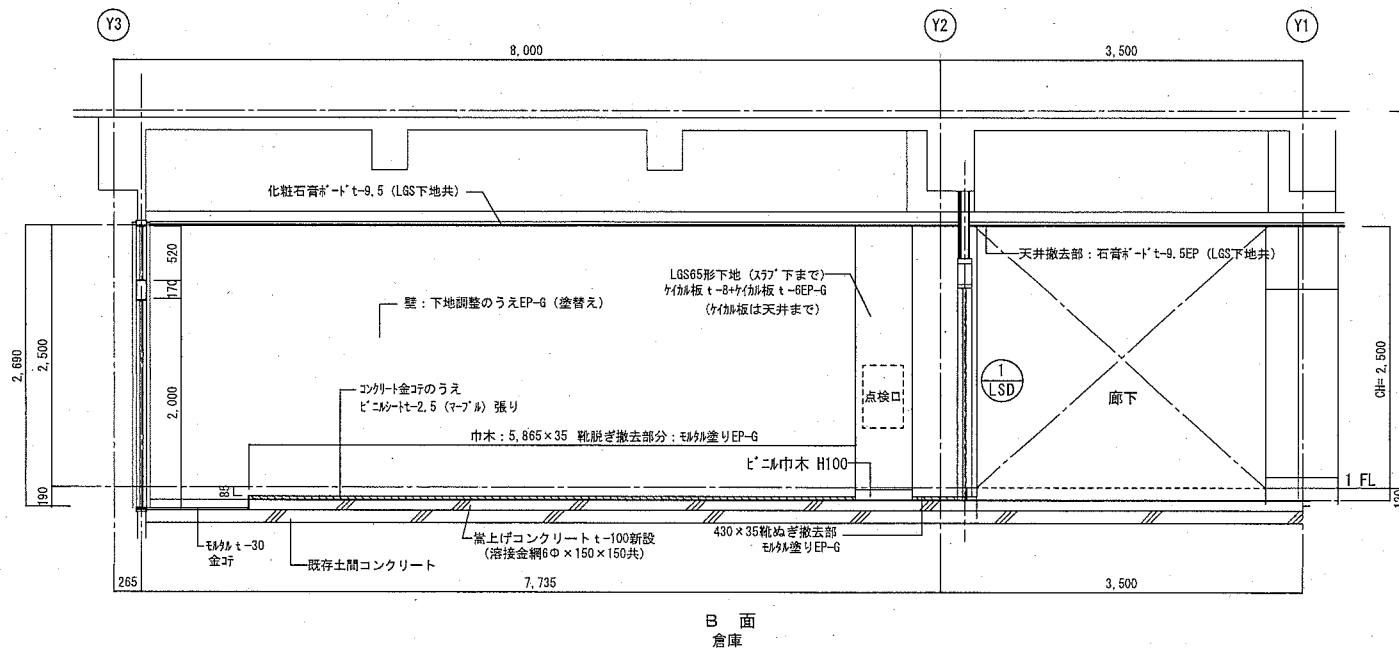 Y3
Y2
Y1
8,000
3,500
化粧石膏ボードt-9.5 (LGS下地共)
天井撤去部：石膏ボードt-9.5EP (LGS下地共)
520
170
2,000
2,690
2,500
190
LGS65形下地 (スラブ下まで)
ケイカル板 t-8+ケイカル板 t-6EP-G
(ケイカル板は天井まで)
壁：下地調整のうえEP-G (塗替え)
1
LSD
廊下
CH=2,500
点検口
コンクリート金コテのうえ
ビニルシートt-2.5 (マーブル) 張り
巾木：5,865×35 靴脱ぎ撤去部分：モルタル塗りEP-G
ビニル巾木 H100
85
1 FL
モルタル t-30
金コテ
既存土間コンクリート
嵩上げコンクリート t-100新設
(溶接金網6Φ×150×150共)
430×35靴ぬぎ撤去部
モルタル塗りEP-G
265
7,735
3,500
B 面
倉庫